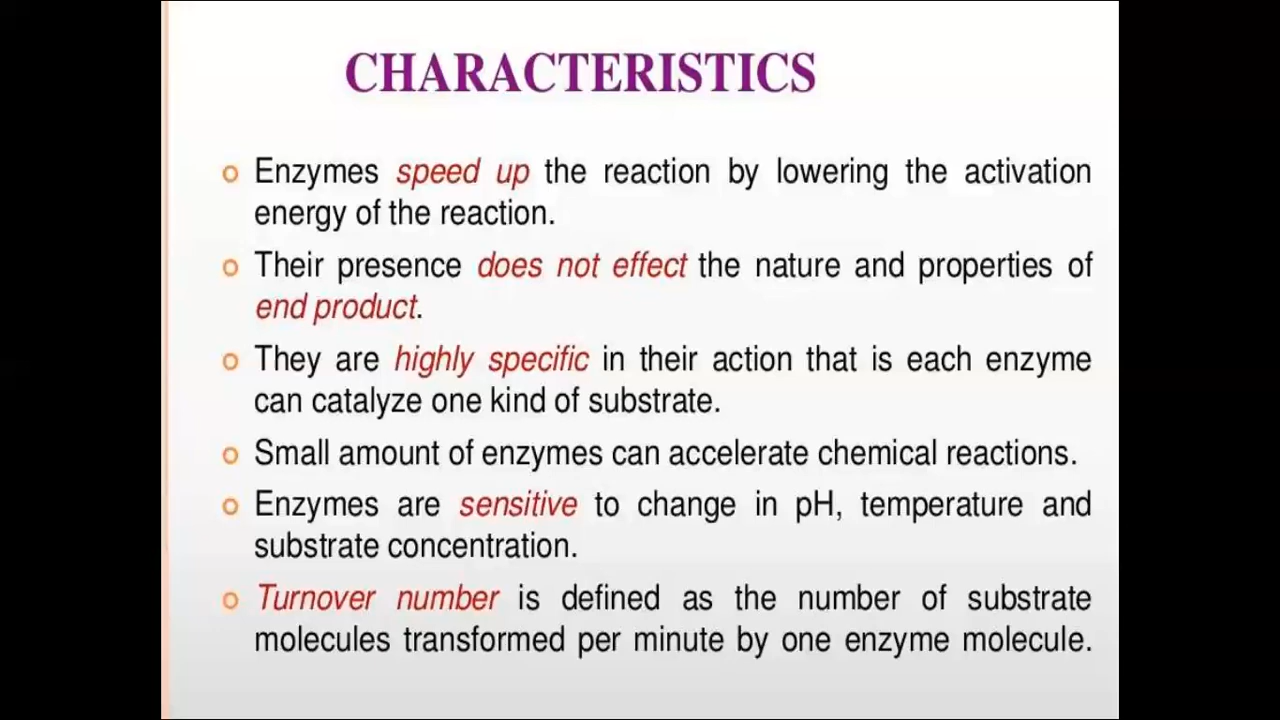 CHARACTERISTICS
Enzymes speed up the reaction by lowering the activation
energy of the reaction.
Their presence does not effect the nature and properties of
end product.
They are highly specific in their action that is each enzyme
can catalyze one kind of substrate.
Small amount of enzymes can accelerate chemical reactions.
Enzymes are sensitive to change in pH, temperature and
substrate concentration.
Turnover number is defined as the number of substrate
molecules transformed per minute by one enzyme molecule.